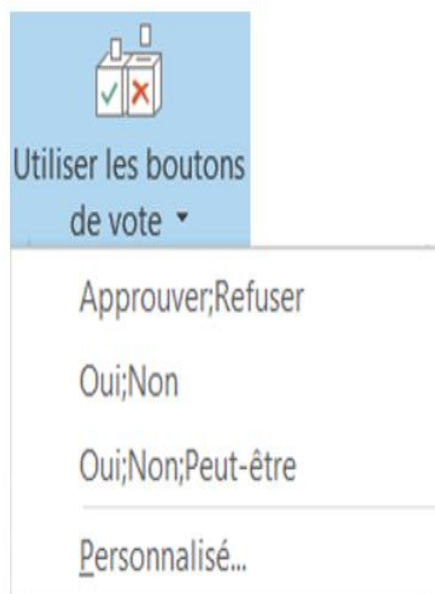 Utiliser les boutons
de vote
Approuver;Refuser
Oui;Non
Oui;Non;Peut-être
Personnalisé...